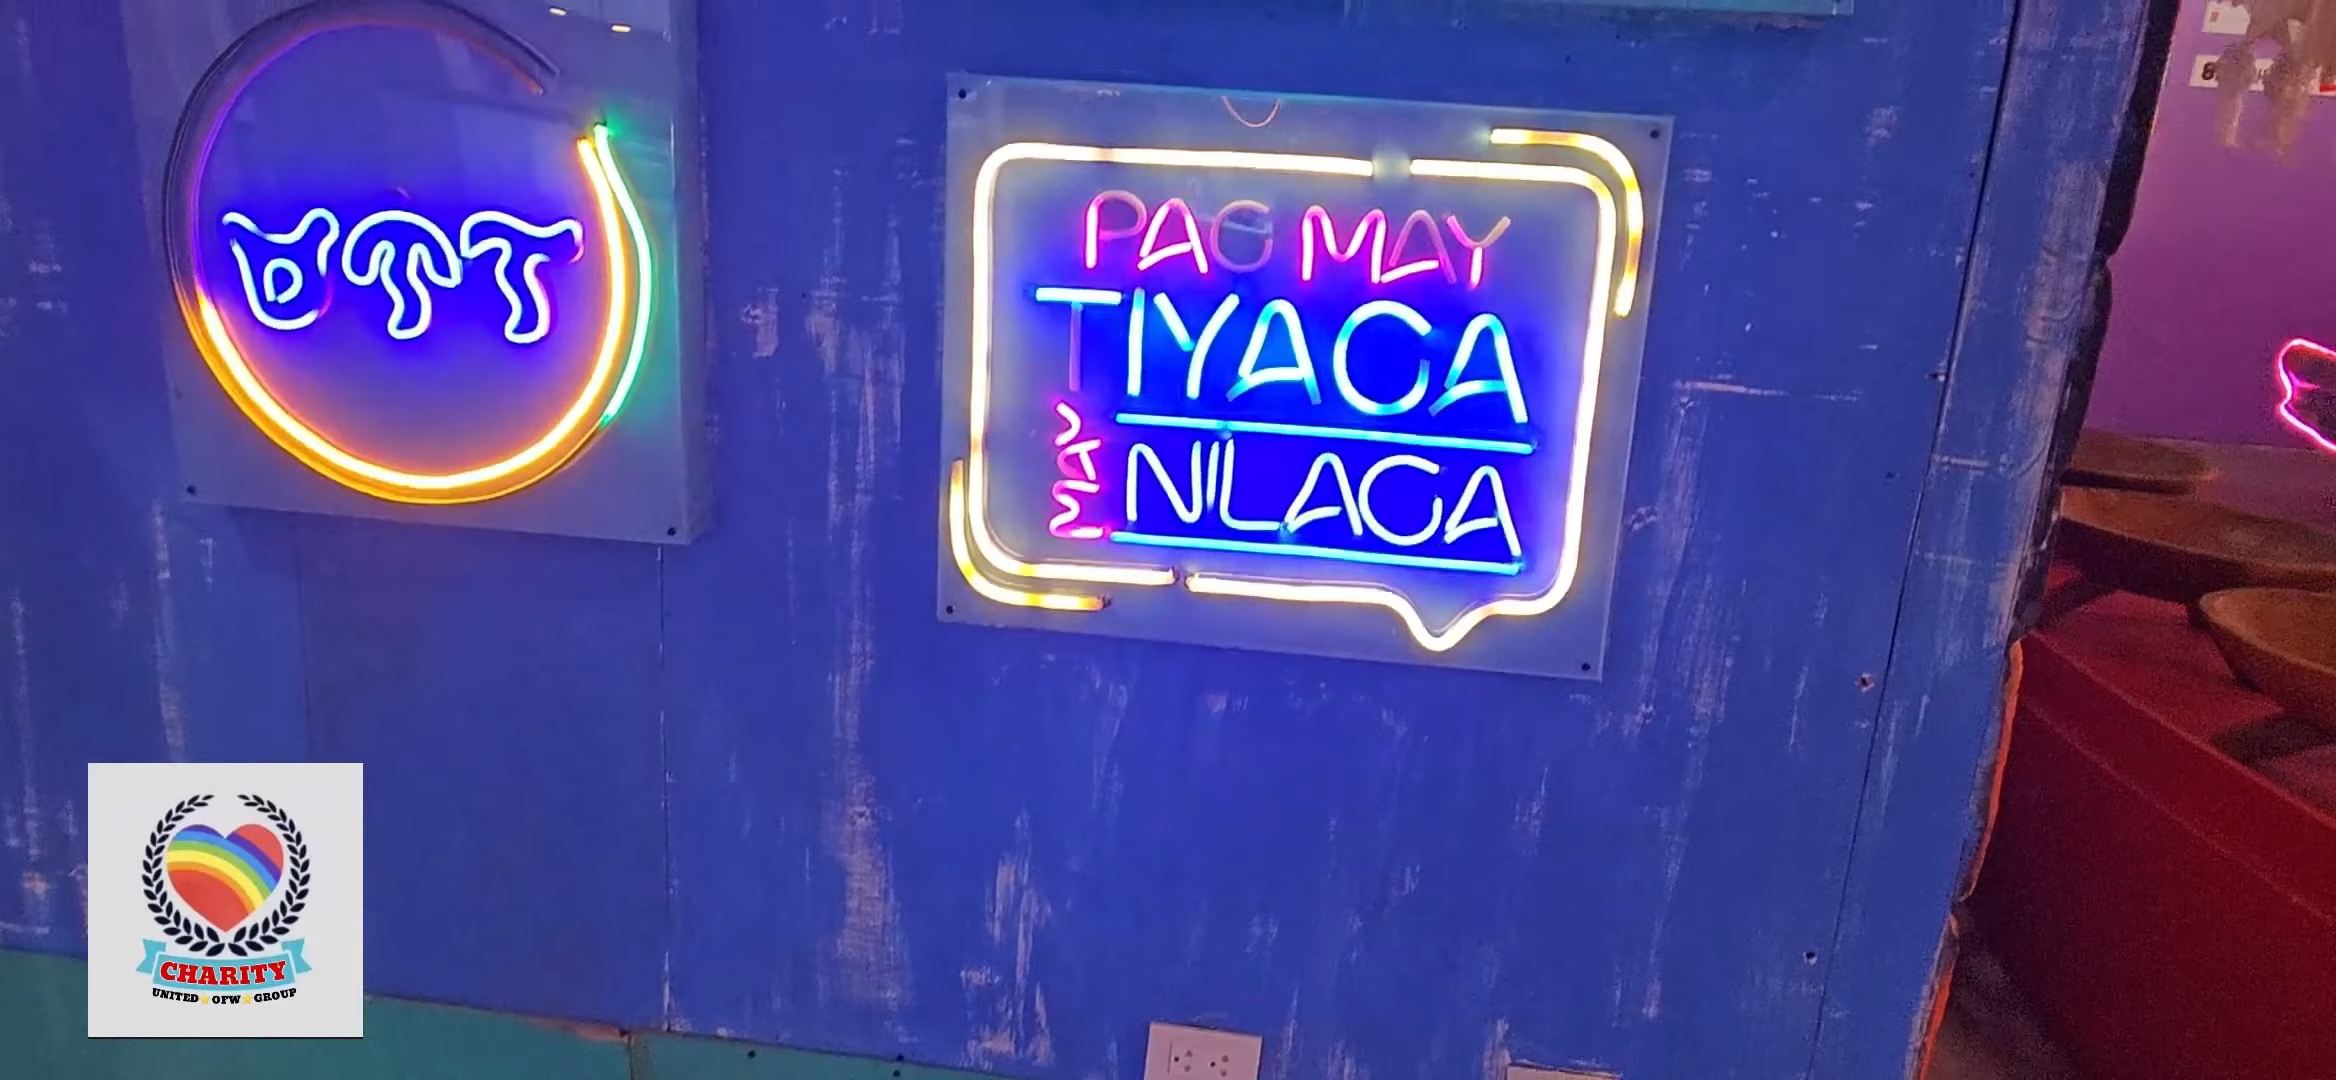 PAG MAY
TIYAGA
MAY
NILAGA
CHARITY
UNITED OFW GROUP